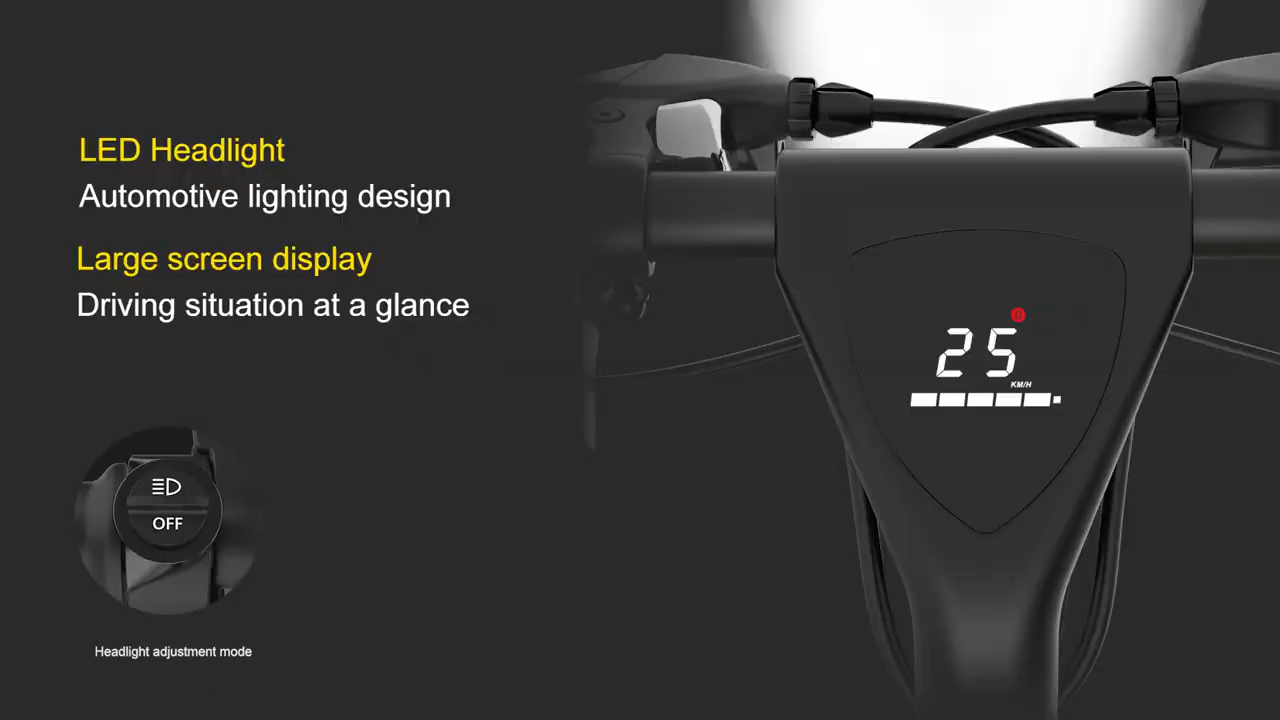 LED Headlight
Automotive lighting design
Large screen display
Driving situation at a glance
25
KM/H
OFF
Headlight adjustment mode